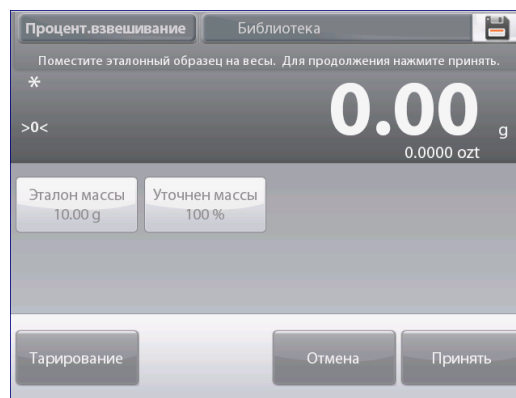 Процент.взвешивание Библиотека
Поместите эталонный образец на весы. Для продолжения нажмите принять.
*
0.00 g
>0<
0.0000 ozt
Эталон массы Уточнен массы
10.00 g 100 %
Тарирование Отмена Принять